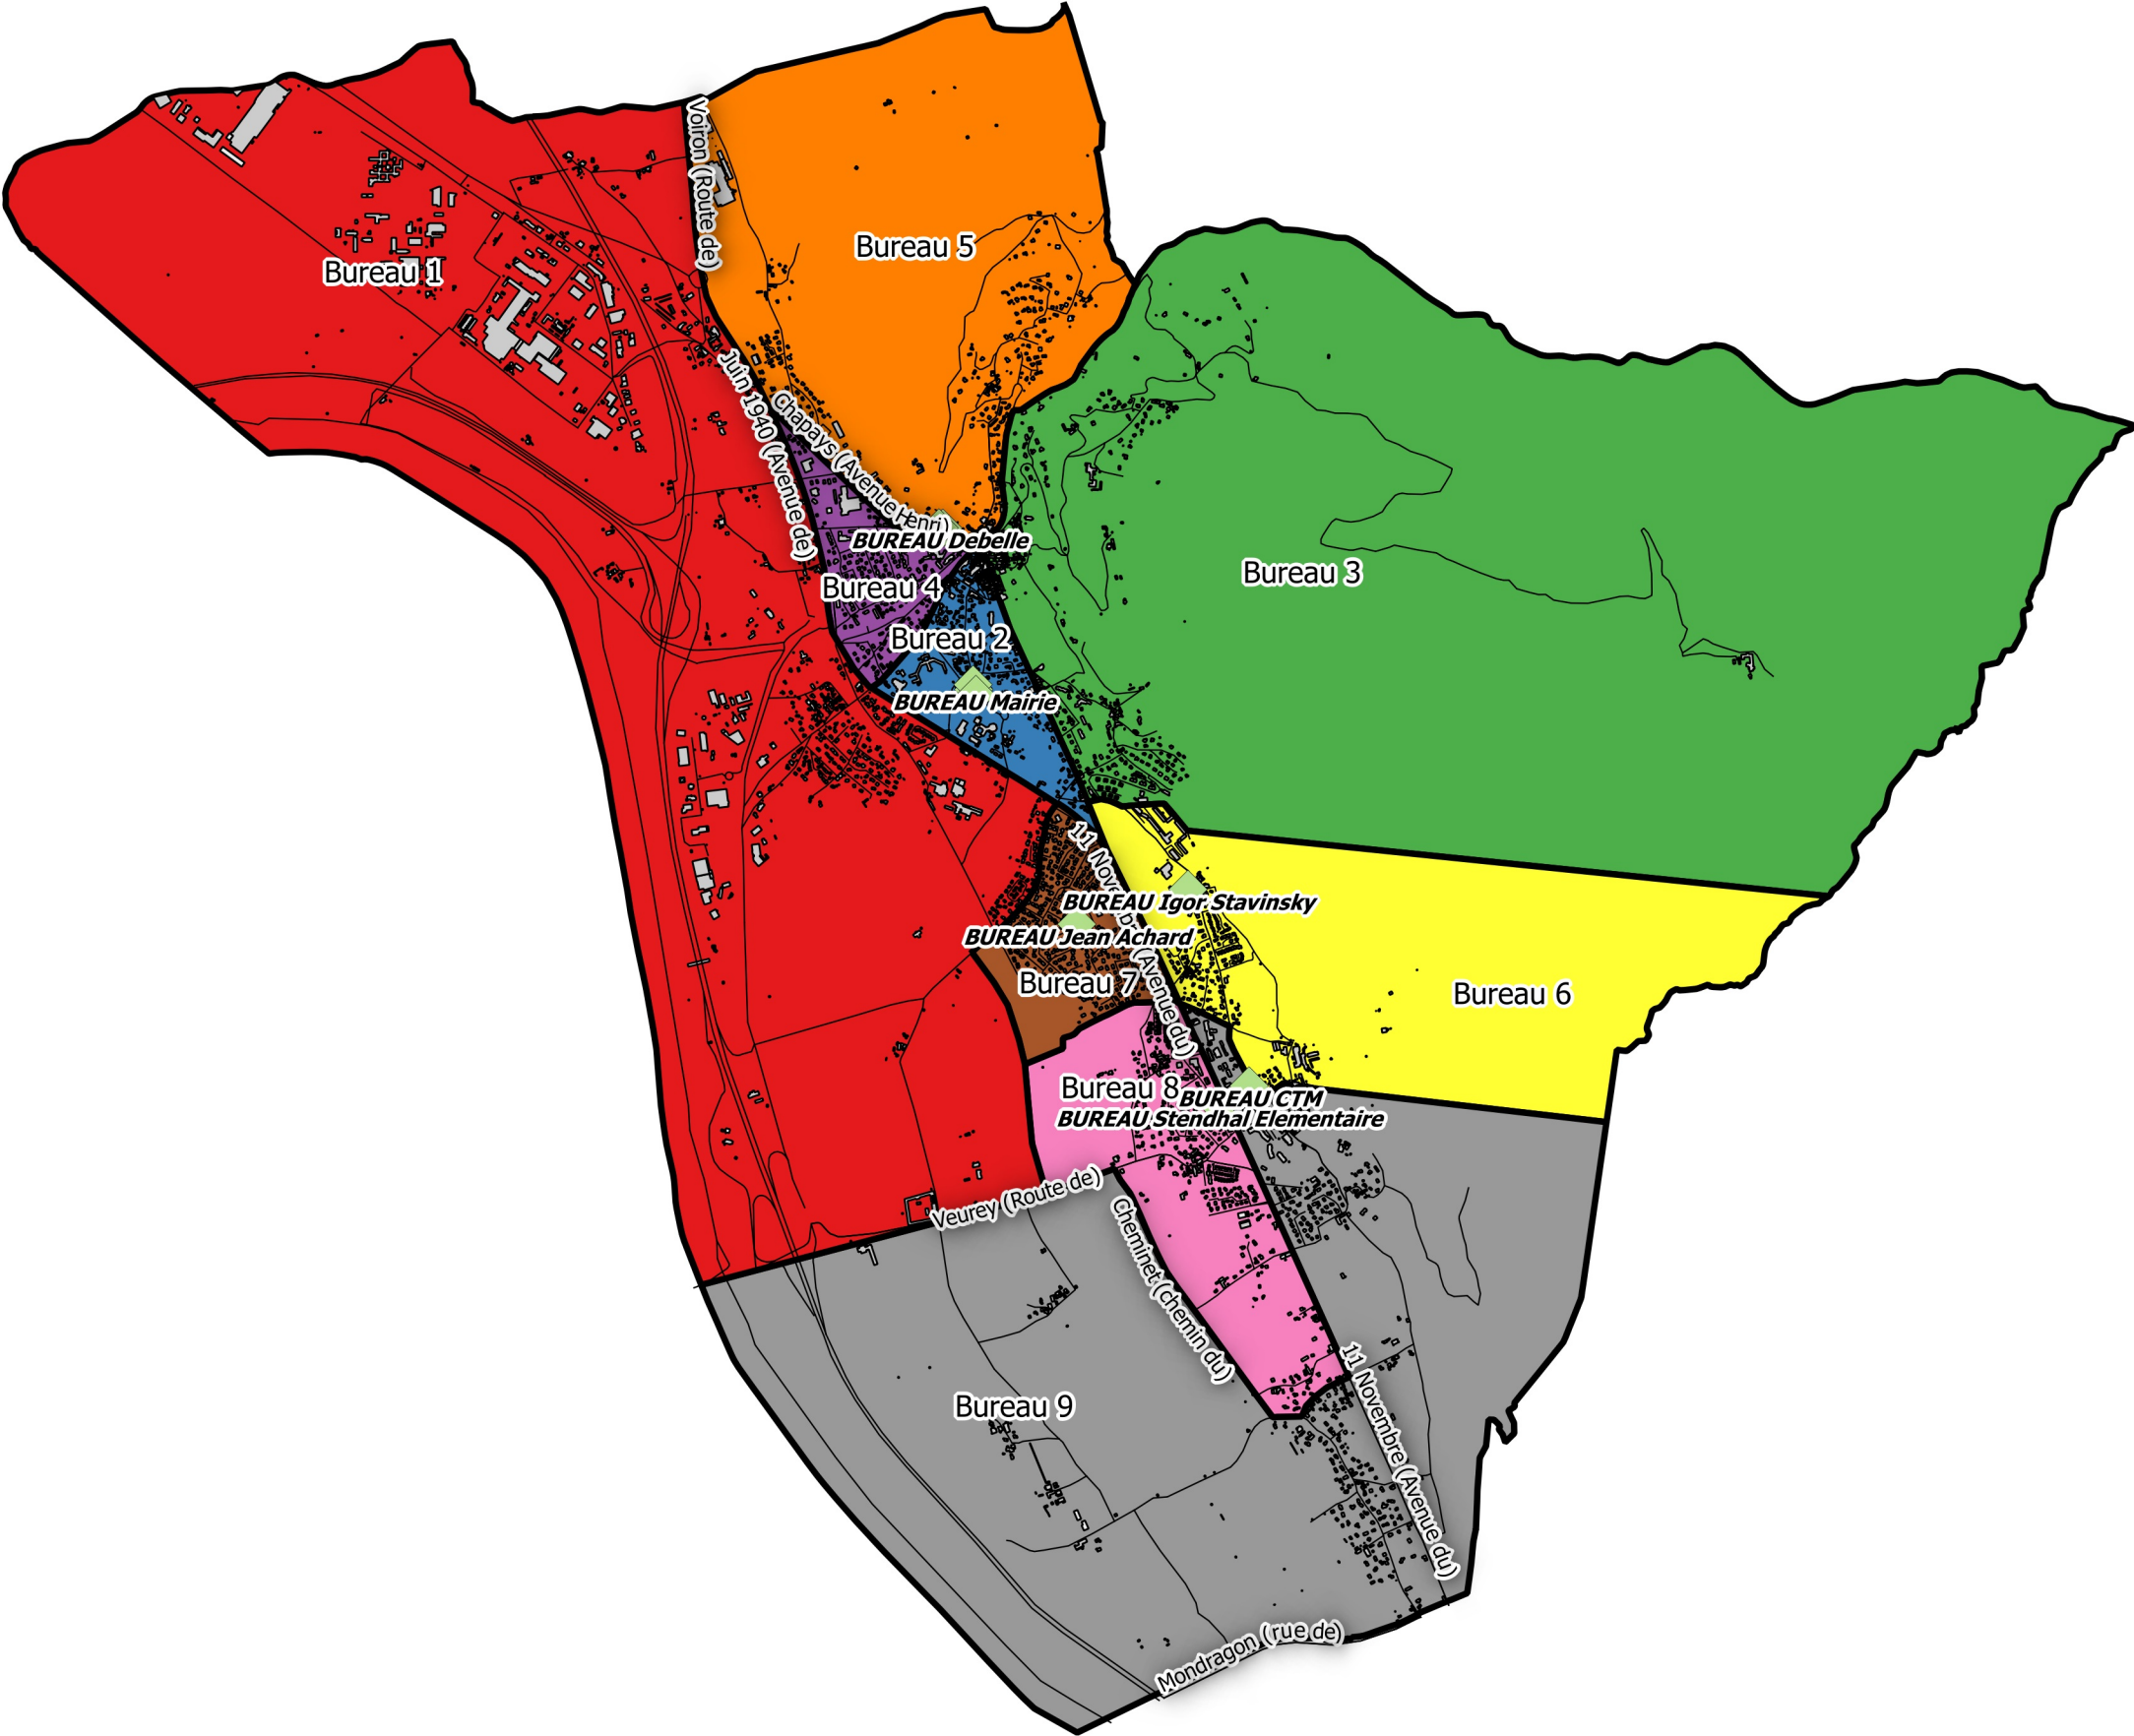 Voiron (Route de)
Bureau 5
Bureau 1
Juin 1940 (Avenue de)
Chapays (Avenue Henri)
BUREAU Debelle
Bureau 3
Bureau 4
Bureau 2
BUREAU Mairie
11 Novembre (Avenue du)
BUREAU Igor Stavinsky
BUREAU Jean Achard
Bureau 7
Bureau 6
Bureau 8
BUREAU CTM
BUREAU Stendhal Elementaire
Veurey (Route de)
Cheminet (chemin du)
11 Novembre (Avenue du)
Bureau 9
Mondragon (rue de)